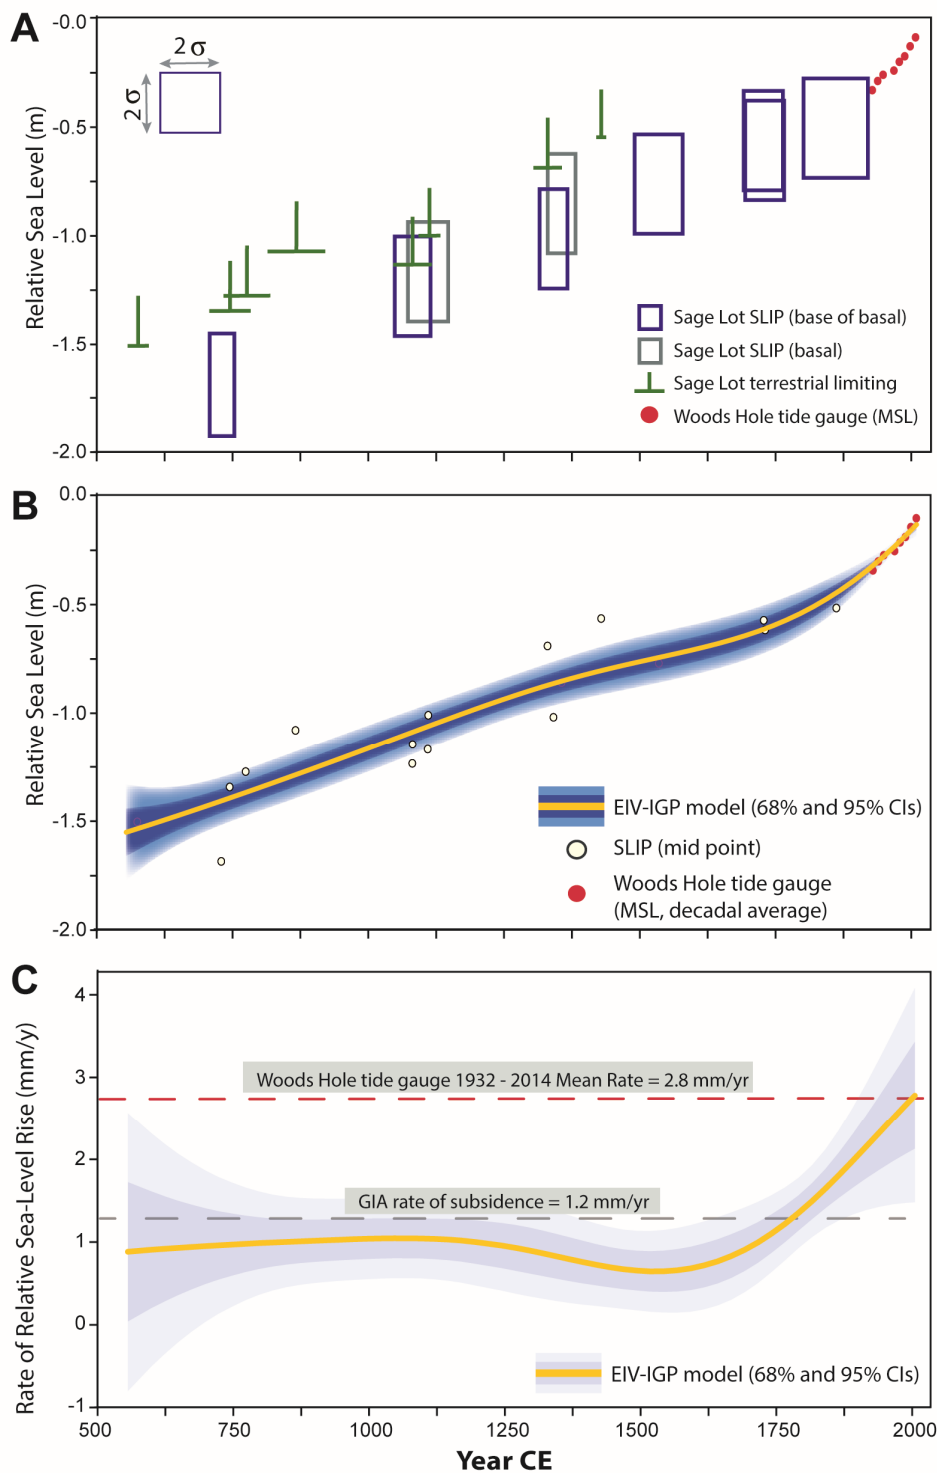 A
Relative Sea Level (m)
-0.0
-0.5
-1.0
-1.5
-2.0
2 σ
2 σ
Sage Lot SLIP (base of basal)
Sage Lot SLIP (basal)
Sage Lot terrestrial limiting
Woods Hole tide gauge (MSL)
B
Relative Sea Level (m)
0.0
-0.5
-1.0
-1.5
-2.0
EIV-IGP model (68% and 95% CIs)
SLIP (mid point)
Woods Hole tide gauge
(MSL, decadal average)
C
Rate of Relative Sea-Level Rise (mm/y)
4
3
2
1
0
-1
Woods Hole tide gauge 1932 - 2014 Mean Rate = 2.8 mm/yr
GIA rate of subsidence = 1.2 mm/yr
EIV-IGP model (68% and 95% CIs)
500 750 1000 1250 1500 1750 2000
Year CE